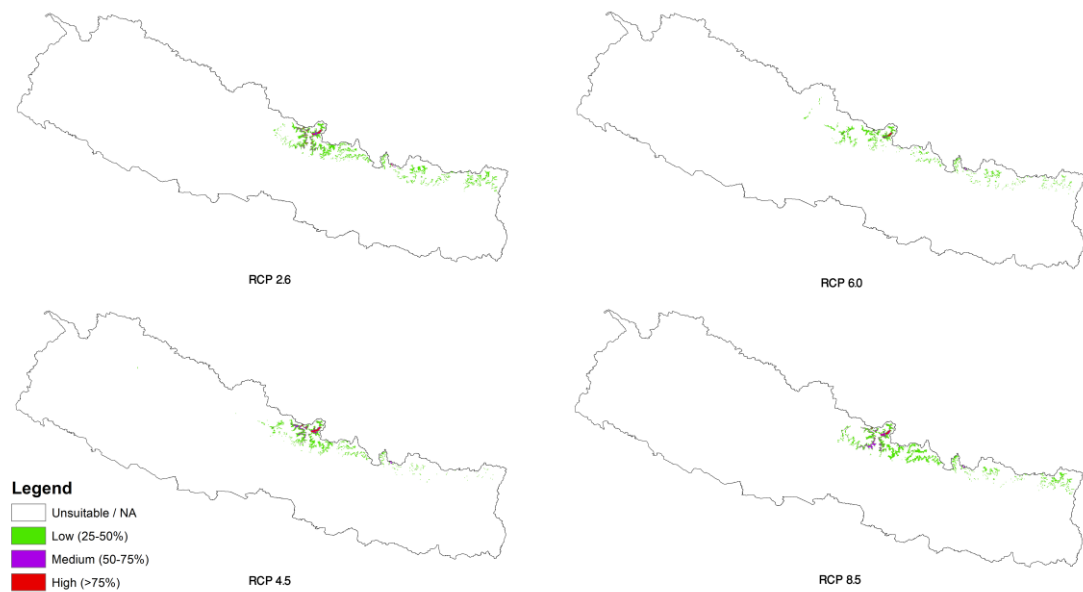 RCP 2.6
RCP 6.0
Legend
Unsuitable / NA
Low (25-50%)
Medium (50-75%)
High (>75%)
RCP 4.5
RCP 8.5